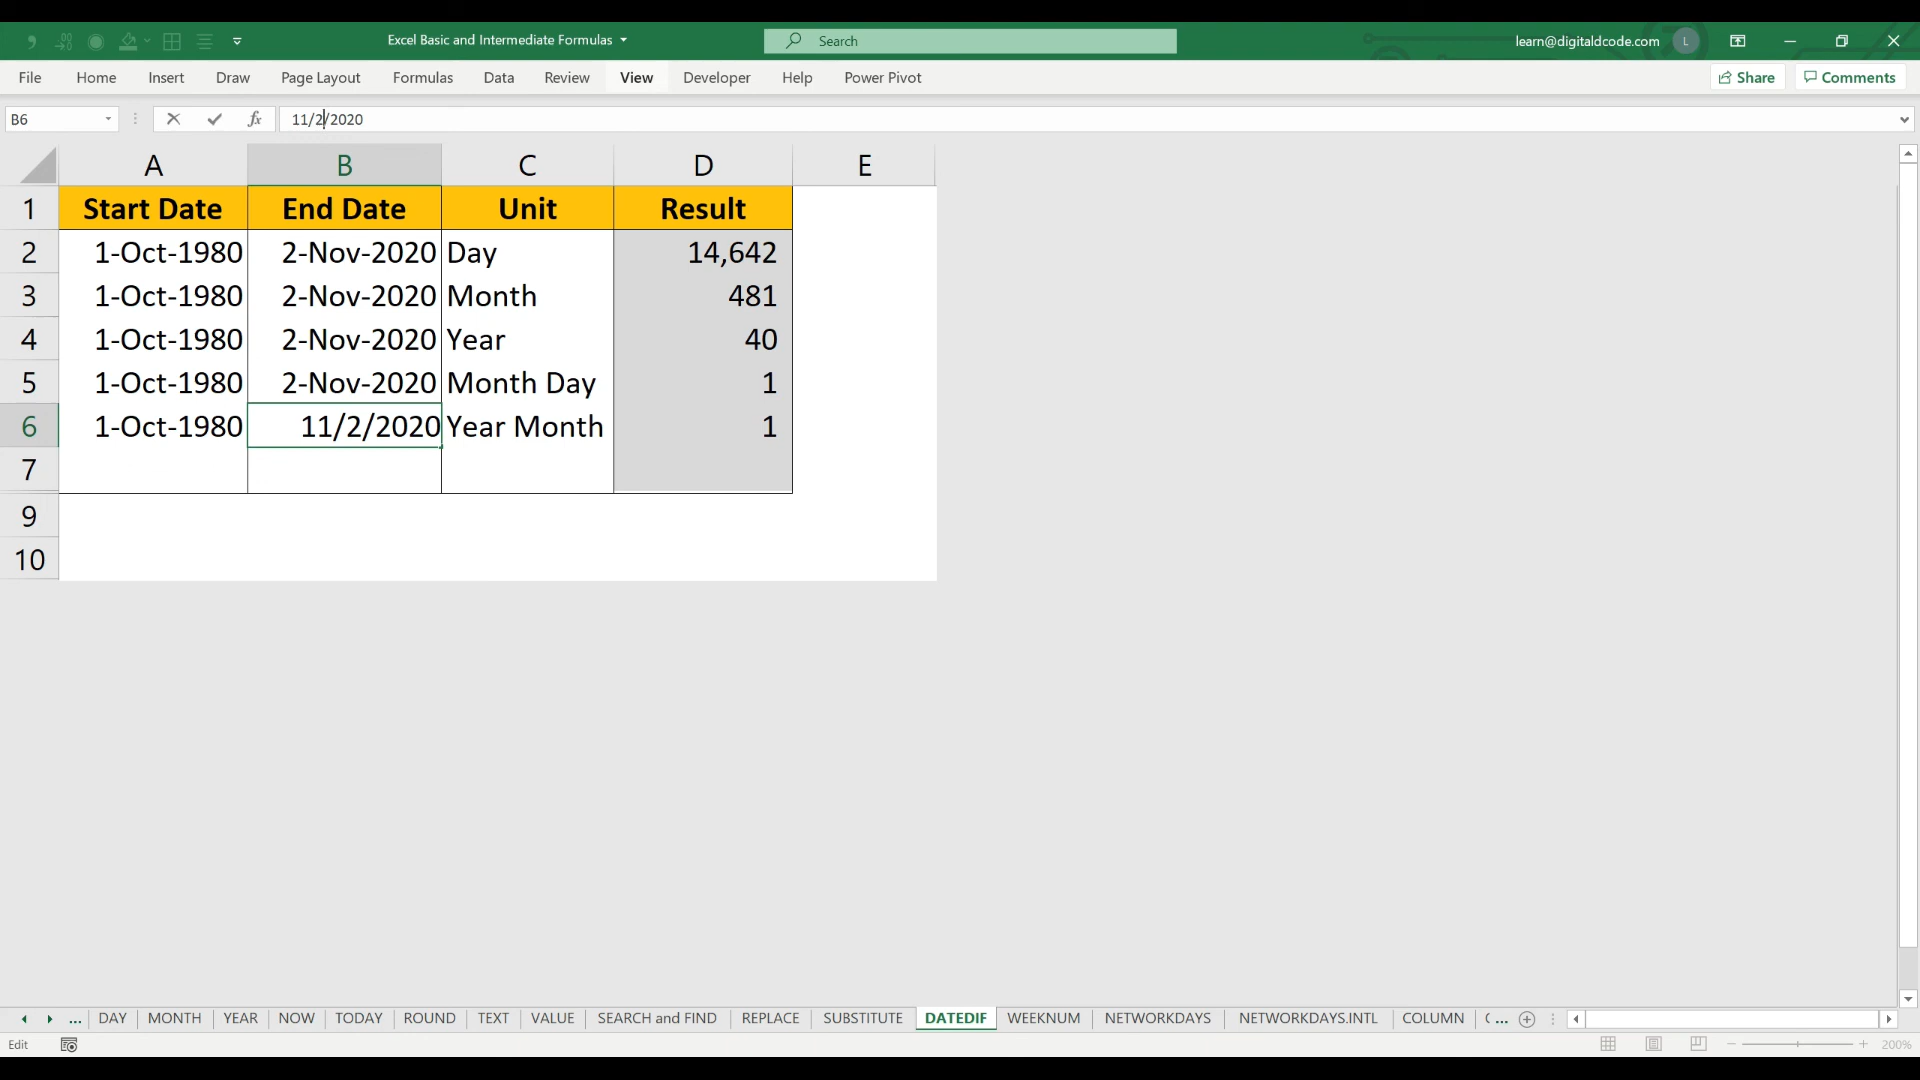 Excel Basic and Intermediate Formulas
Search
learn@digitaldcode.com
L
File Home Insert Draw Page Layout Formulas Data Review View Developer Help Power Pivot Share Comments
B6 fx 11/2/2020
A B C D E
1 Start Date End Date Unit Result
2 1-Oct-1980 2-Nov-2020 Day 14,642
3 1-Oct-1980 2-Nov-2020 Month 481
4 1-Oct-1980 2-Nov-2020 Year 40
5 1-Oct-1980 2-Nov-2020 Month Day 1
6 1-Oct-1980 11/2/2020 Year Month 1
7
9
10
... DAY MONTH YEAR NOW TODAY ROUND TEXT VALUE SEARCH and FIND REPLACE SUBSTITUTE DATEDIF WEEKNUM NETWORKDAYS NETWORKDAYS.INTL COLUMN ...
Edit 200%